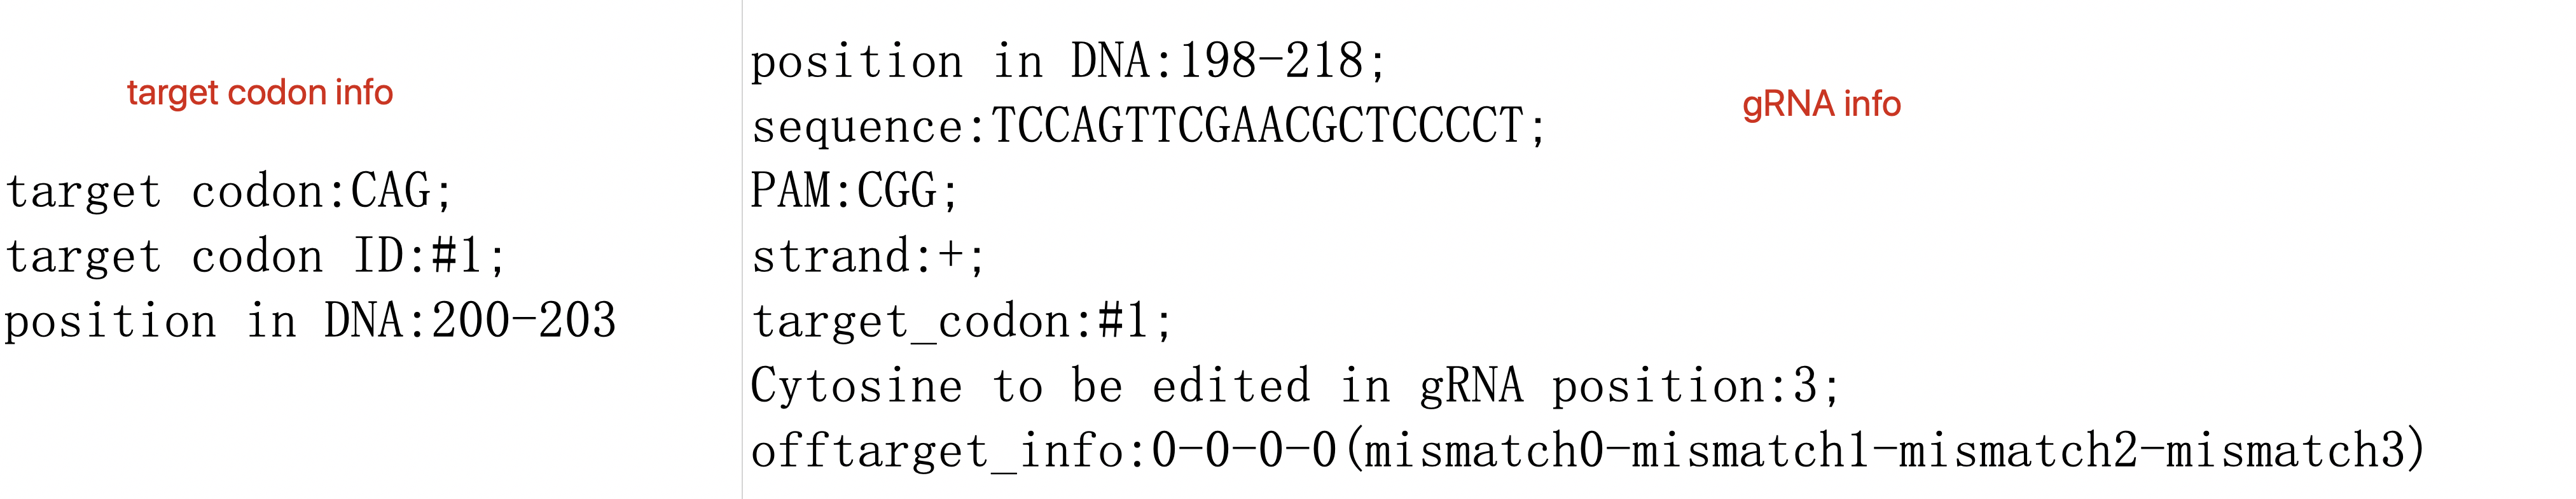 target codon info
target codon:CAG;
target codon ID:#1;
position in DNA:200-203
gRNA info
position in DNA:198-218;
sequence:TCCAGTTCGAACGCTCCCCT;
PAM:CGG;
strand:+;
target_codon:#1;
Cytosine to be edited in gRNA position:3;
offtarget_info:0-0-0-0(mismatch0-mismatch1-mismatch2-mismatch3)